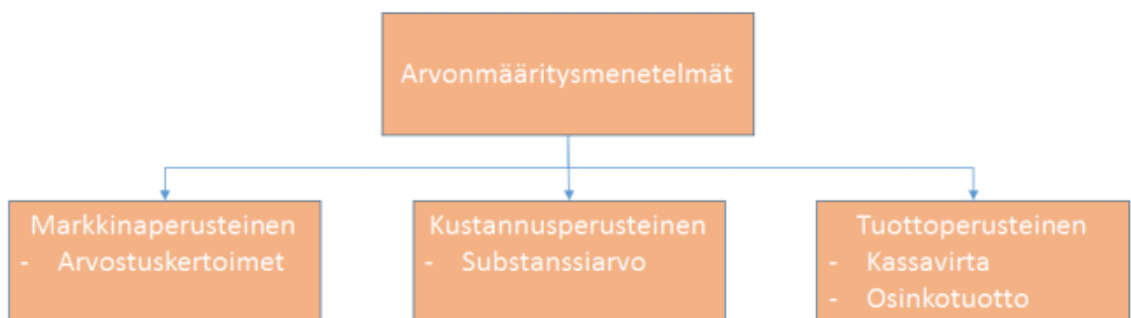 Arvonmääritysmenetelmät
Markkinaperusteinen
- Arvostuskertoimet
Kustannusperusteinen
- Substanssiarvo
Tuottoperusteinen
- Kassavirta
- Osinkotuotto